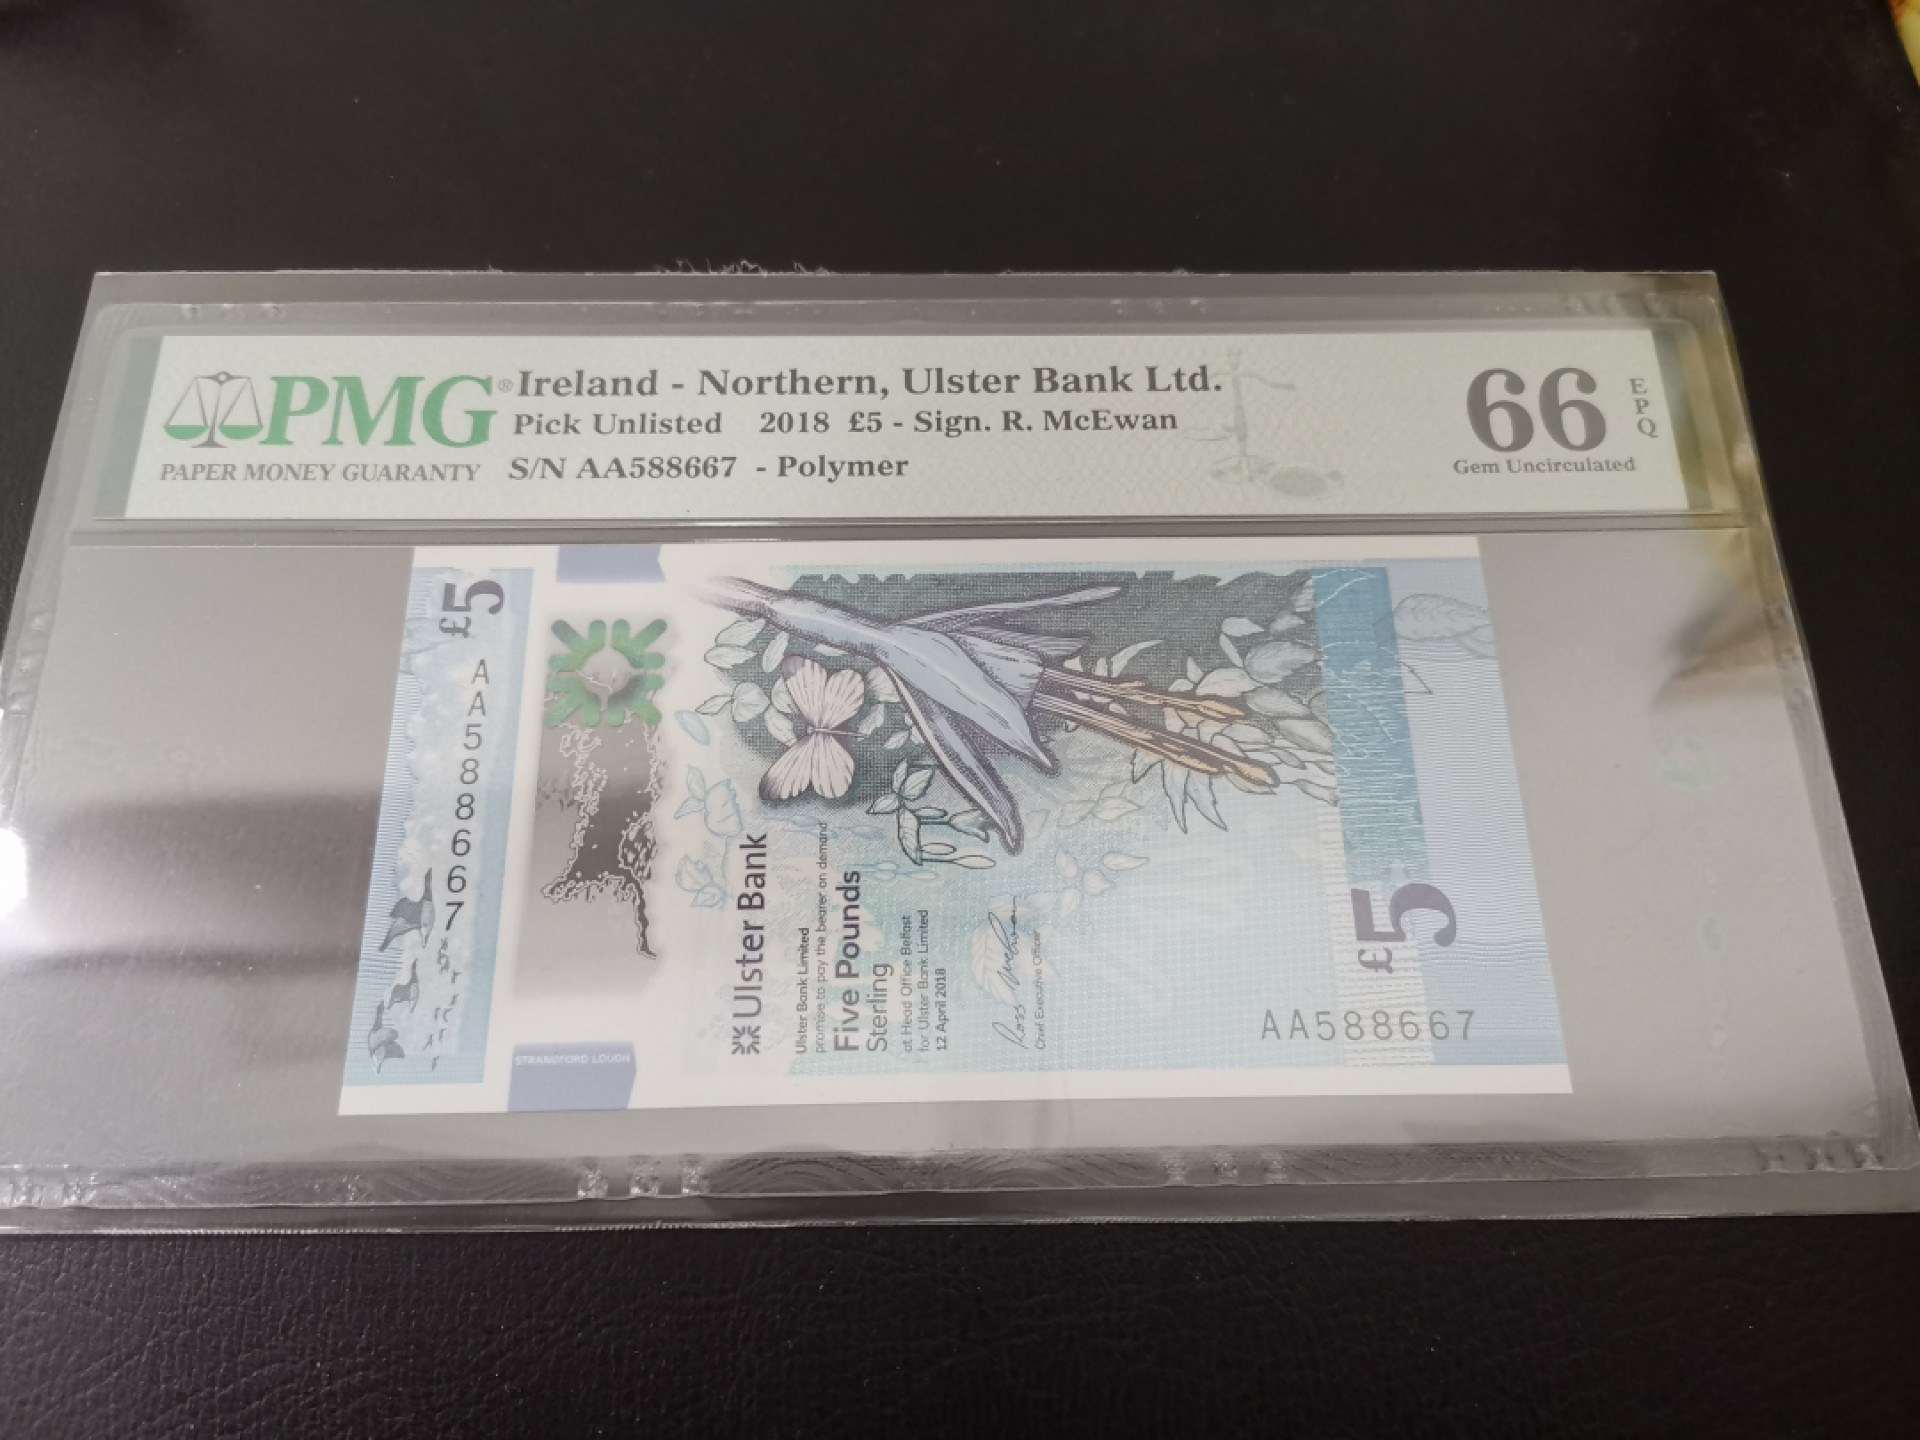 PMG®
PAPER MONEY GUARANTY
Ireland - Northern, Ulster Bank Ltd.
Pick Unlisted 2018 £5 - Sign. R. McEwan
S/N AA588667 - Polymer
66
EPQ
Gem Uncirculated
£5
AA588667
STRANGFORD LOUGH
Ulster Bank
Ulster Bank Limited
promise to pay the bearer on demand
Five Pounds
Sterling
at Head Office Belfast
for Ulster Bank Limited
12 April 2018
Ross McEwan
Chief Executive Officer
£5
AA588667